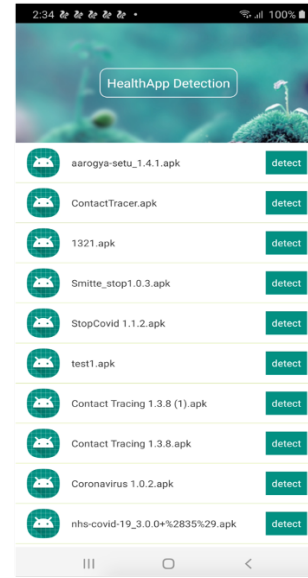 2:34 100%
HealthApp Detection
aarogya-setu_1.4.1.apk detect
ContactTracer.apk detect
1321.apk detect
Smitte_stop1.0.3.apk detect
StopCovid 1.1.2.apk detect
test1.apk detect
Contact Tracing 1.3.8 (1).apk detect
Contact Tracing 1.3.8.apk detect
Coronavirus 1.0.2.apk detect
nhs-covid-19_3.0.0+%2835%29.apk detect